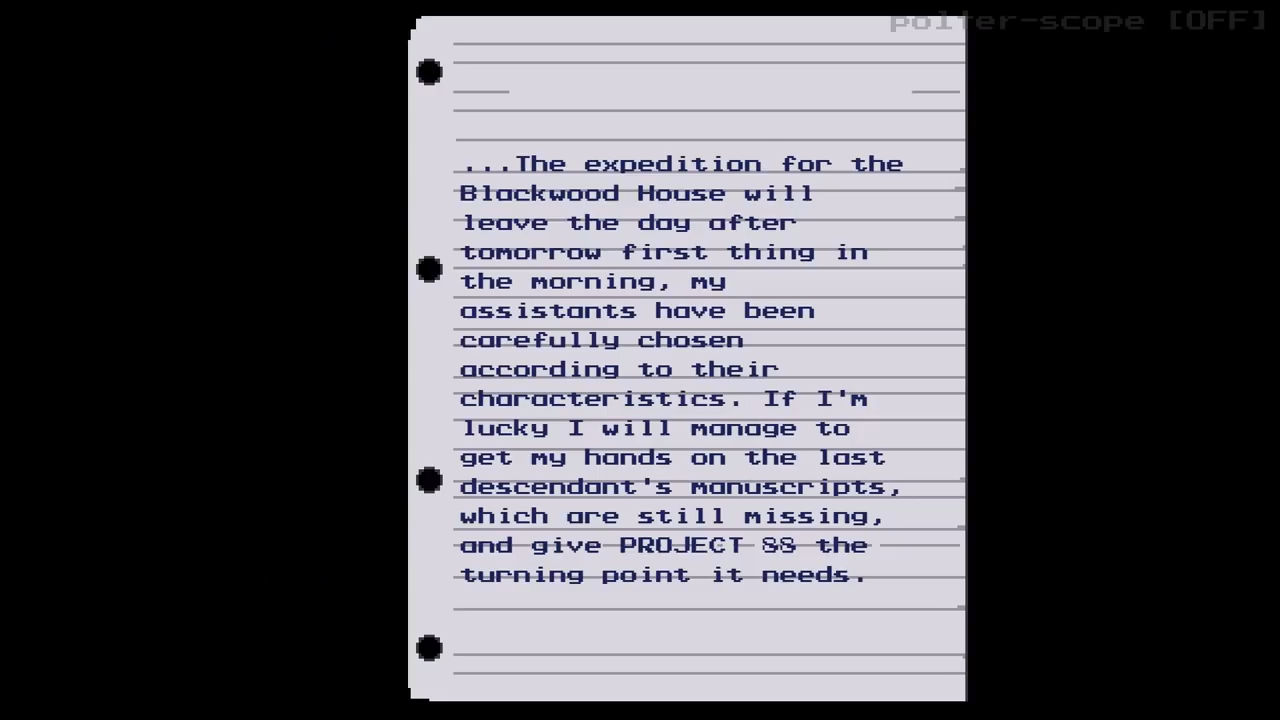 polter-scope [OFF]
...The expedition for the
Blackwood House will
leave the day after
tomorrow first thing in
the morning, my
assistants have been
carefully chosen
according to their
characteristics. If I'm
lucky I will manage to
get my hands on the last
descendant's manuscripts,
which are still missing,
and give PROJECT 88 the
turning point it needs.